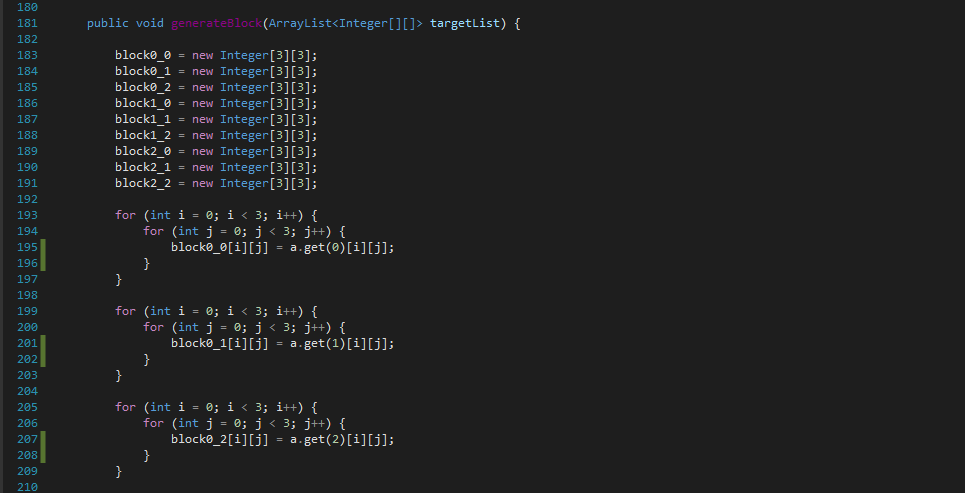 180
181 public void generateBlock(ArrayList<Integer[][]> targetList) {
182
183 block0_0 = new Integer[3][3];
184 block0_1 = new Integer[3][3];
185 block0_2 = new Integer[3][3];
186 block1_0 = new Integer[3][3];
187 block1_1 = new Integer[3][3];
188 block1_2 = new Integer[3][3];
189 block2_0 = new Integer[3][3];
190 block2_1 = new Integer[3][3];
191 block2_2 = new Integer[3][3];
192
193 for (int i = 0; i < 3; i++) {
194 for (int j = 0; j < 3; j++) {
195 block0_0[i][j] = a.get(0)[i][j];
196 }
197 }
198
199 for (int i = 0; i < 3; i++) {
200 for (int j = 0; j < 3; j++) {
201 block0_1[i][j] = a.get(1)[i][j];
202 }
203 }
204
205 for (int i = 0; i < 3; i++) {
206 for (int j = 0; j < 3; j++) {
207 block0_2[i][j] = a.get(2)[i][j];
208 }
209 }
210